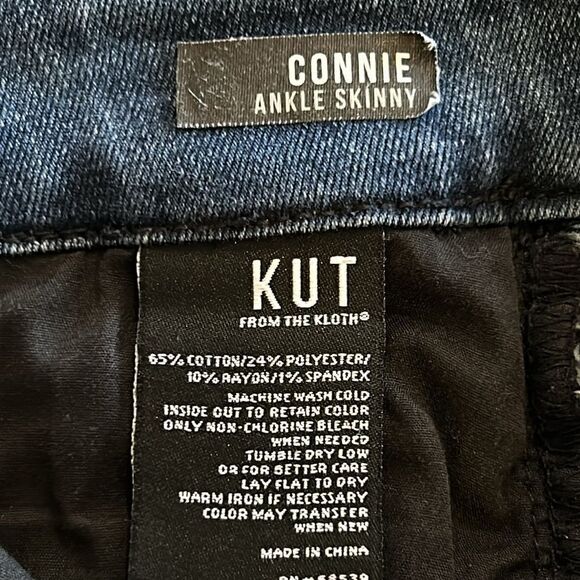 CONNIE
ANKLE SKINNY
KUT
FROM THE KLOTH®
65% COTTON/24% POLYESTER/
10% RAYON/1% SPANDEX
MACHINE WASH COLD
INSIDE OUT TO RETAIN COLOR
ONLY NON-CHLORINE BLEACH
WHEN NEEDED
TUMBLE DRY LOW
OR FOR BETTER CARE
LAY FLAT TO DRY
WARM IRON IF NECESSARY
COLOR MAY TRANSFER
WHEN NEW
MADE IN CHINA